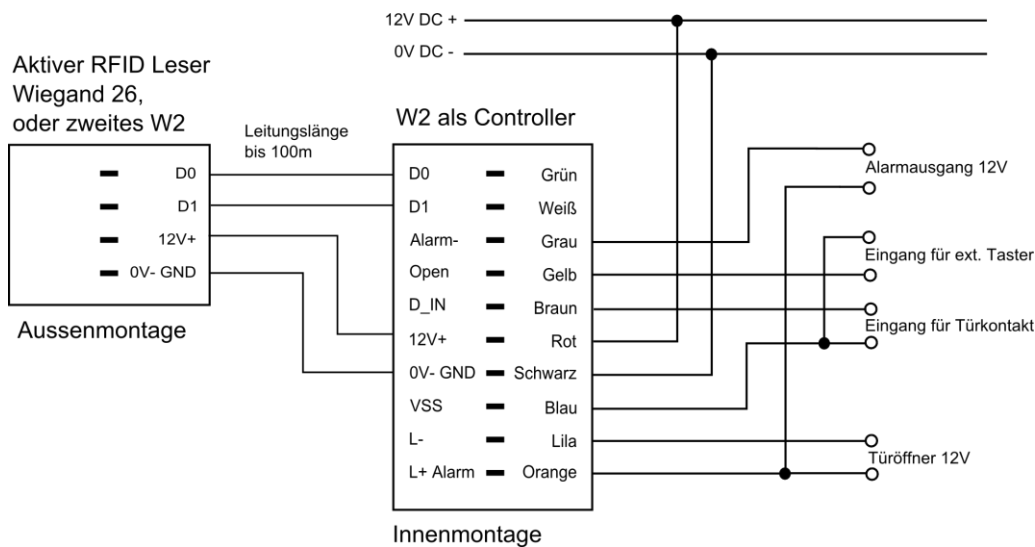 12V DC +
0V DC -
Aktiver RFID Leser
Wiegand 26,
oder zweites W2
Leitungslänge
bis 100m
W2 als Controller
D0
D1
12V+
0V- GND
Aussenmontage
D0 Grün
D1 Weiß
Alarm- Grau
Open Gelb
D_IN Braun
12V+ Rot
0V- GND Schwarz
VSS Blau
L- Lila
L+ Alarm Orange
Innenmontage
Alarmausgang 12V
Eingang für ext. Taster
Eingang für Türkontakt
Türöffner 12V